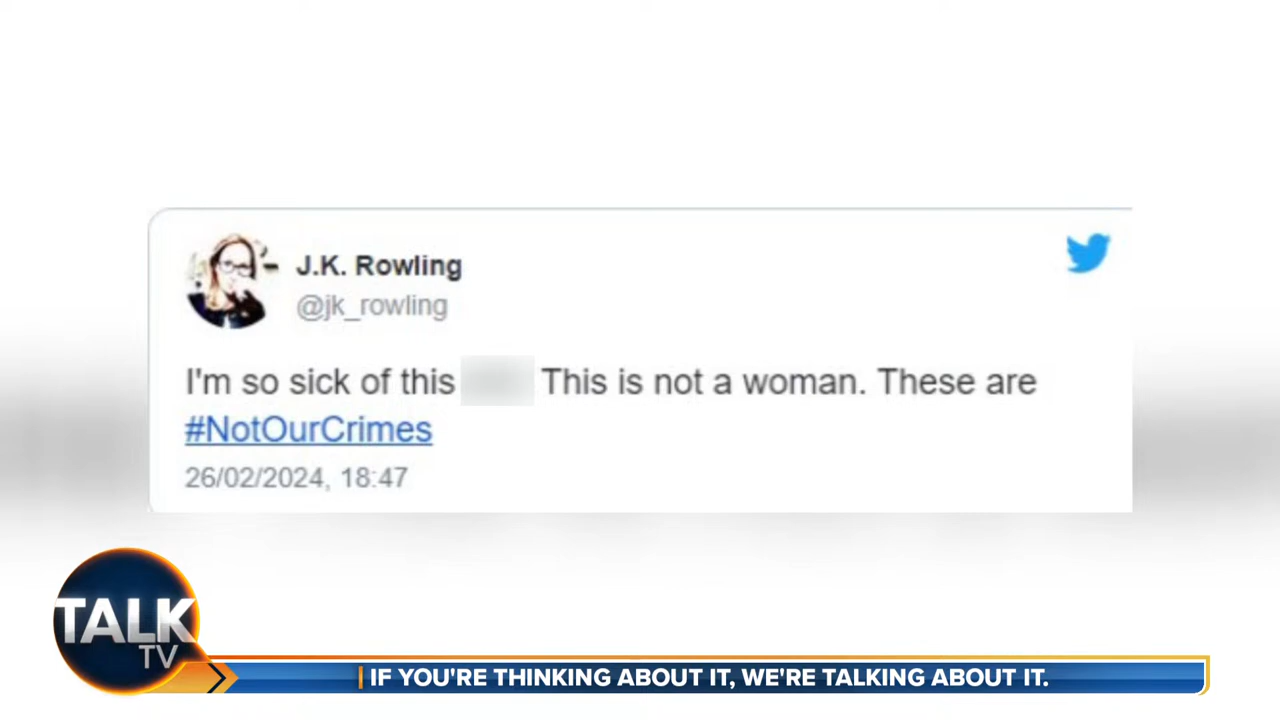 J.K. Rowling
@jk_rowling
I'm so sick of this This is not a woman. These are
#NotOurCrimes
26/02/2024, 18:47
TALK
TV
IF YOU'RE THINKING ABOUT IT, WE'RE TALKING ABOUT IT.